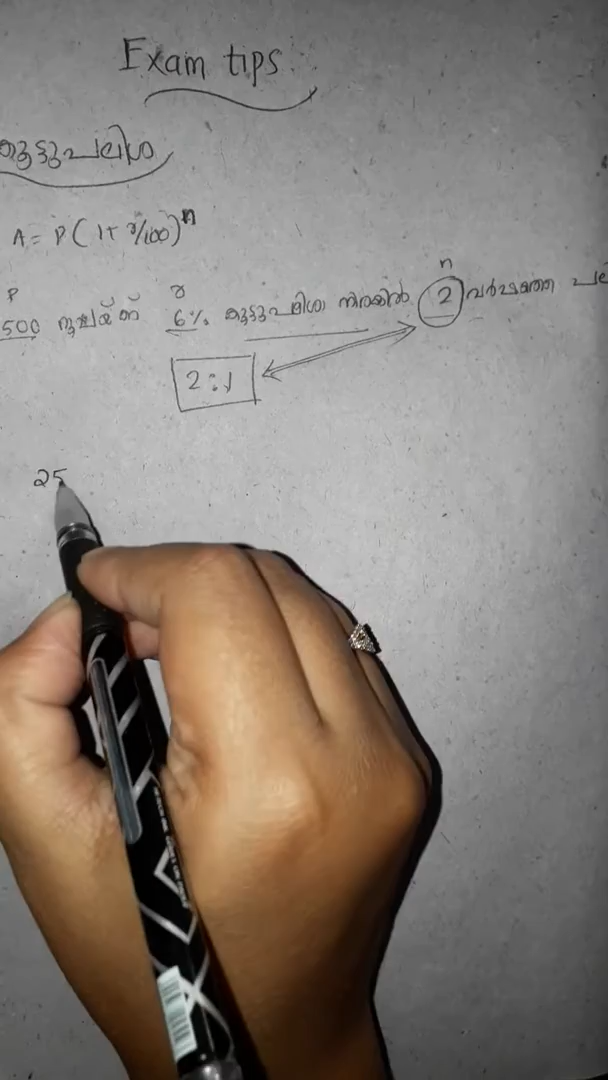 Exam tips
കൂട്ടുപലിശ
A = P(1+ r/100)ⁿ
P r n
500 രൂപയ്ക്ക് 6% കൂട്ടുപലിശ നിരക്കിൽ 2 വർഷത്തെ
2:1
25